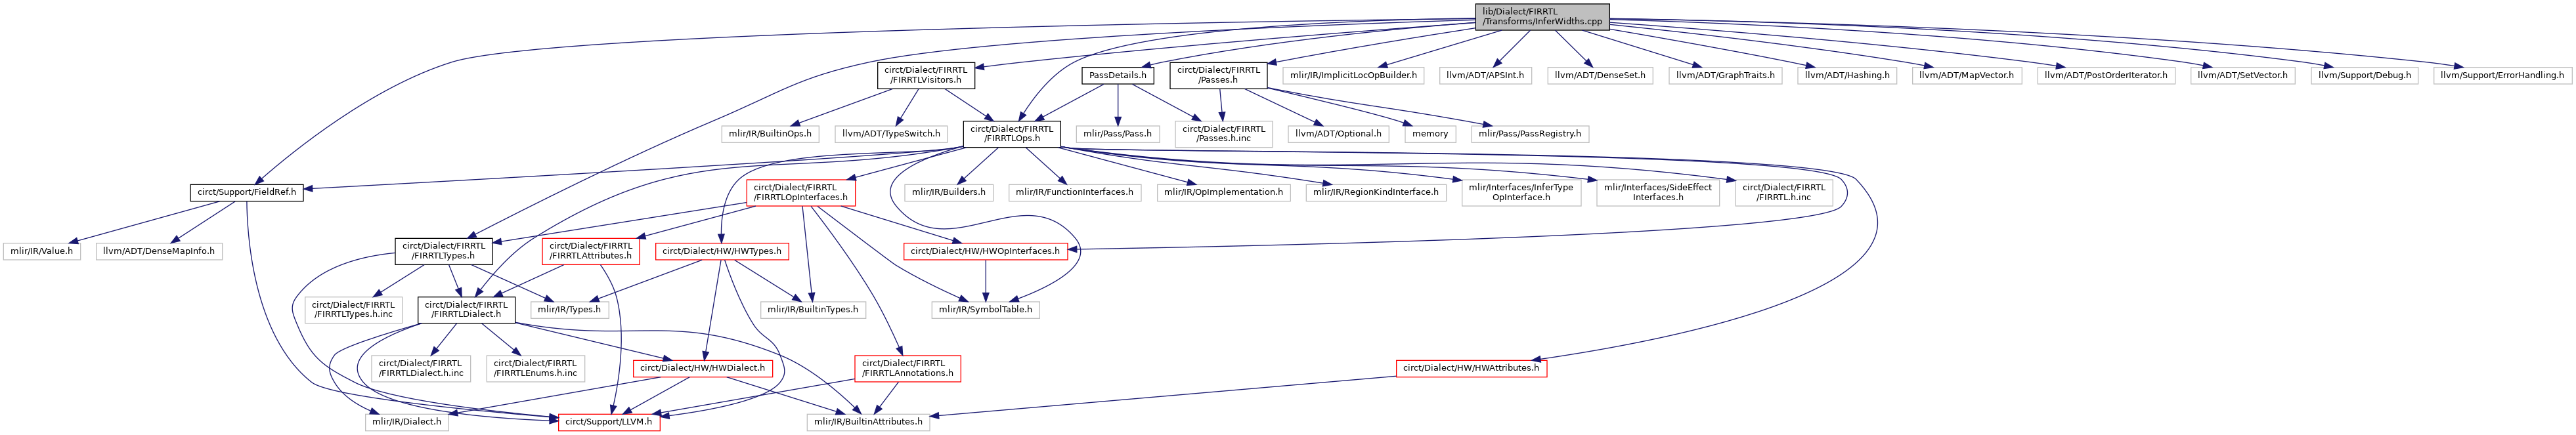 lib/Dialect/FIRRTL
/Transforms/InferWidths.cpp
circt/Dialect/FIRRTL
/FIRRTLVisitors.h
PassDetails.h
circt/Dialect/FIRRTL
/Passes.h
mlir/IR/ImplicitLocOpBuilder.h
llvm/ADT/APSInt.h
llvm/ADT/DenseSet.h
llvm/ADT/GraphTraits.h
llvm/ADT/Hashing.h
llvm/ADT/MapVector.h
llvm/ADT/PostOrderIterator.h
llvm/ADT/SetVector.h
llvm/Support/Debug.h
llvm/Support/ErrorHandling.h
mlir/IR/BuiltinOps.h
llvm/ADT/TypeSwitch.h
circt/Dialect/FIRRTL
/FIRRTLOps.h
mlir/Pass/Pass.h
circt/Dialect/FIRRTL
/Passes.h.inc
llvm/ADT/Optional.h
memory
mlir/Pass/PassRegistry.h
circt/Support/FieldRef.h
circt/Dialect/FIRRTL
/FIRRTLOpInterfaces.h
mlir/IR/Builders.h
mlir/IR/FunctionInterfaces.h
mlir/IR/OpImplementation.h
mlir/IR/RegionKindInterface.h
mlir/Interfaces/InferType
OpInterface.h
mlir/Interfaces/SideEffect
Interfaces.h
circt/Dialect/FIRRTL
/FIRRTL.h.inc
mlir/IR/Value.h
llvm/ADT/DenseMapInfo.h
circt/Dialect/FIRRTL
/FIRRTLTypes.h
circt/Dialect/FIRRTL
/FIRRTLAttributes.h
circt/Dialect/HW/HWTypes.h
circt/Dialect/HW/HWOpInterfaces.h
circt/Dialect/FIRRTL
/FIRRTLTypes.h.inc
circt/Dialect/FIRRTL
/FIRRTLDialect.h
mlir/IR/Types.h
mlir/IR/BuiltinTypes.h
mlir/IR/SymbolTable.h
circt/Dialect/FIRRTL
/FIRRTLDialect.h.inc
circt/Dialect/FIRRTL
/FIRRTLEnums.h.inc
circt/Dialect/HW/HWDialect.h
circt/Dialect/FIRRTL
/FIRRTLAnnotations.h
circt/Dialect/HW/HWAttributes.h
mlir/IR/Dialect.h
circt/Support/LLVM.h
mlir/IR/BuiltinAttributes.h